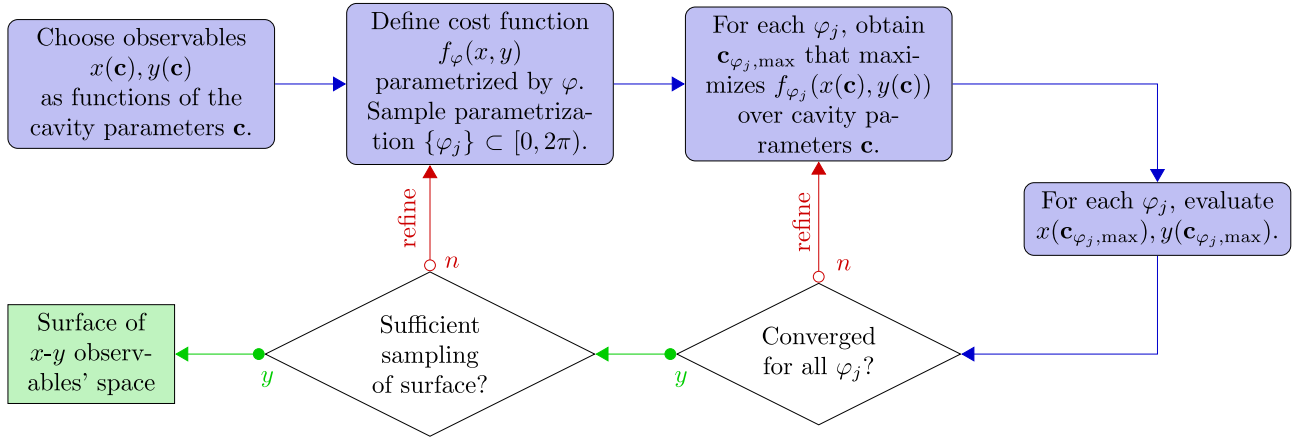 Choose observables
x(c), y(c)
as functions of the
cavity parameters c.
Define cost function
f_φ(x, y)
parametrized by φ.
Sample parametriza-
tion {φ_j} ⊂ [0, 2π).
For each φ_j, obtain
c_{φ_j,max} that maxi-
mizes f_{φ_j}(x(c), y(c))
over cavity pa-
rameters c.
For each φ_j, evaluate
x(c_{φ_j,max}), y(c_{φ_j,max}).
refine
n
refine
n
Converged
for all φ_j?
y
Sufficient
sampling
of surface?
y
Surface of
x-y observ-
ables' space